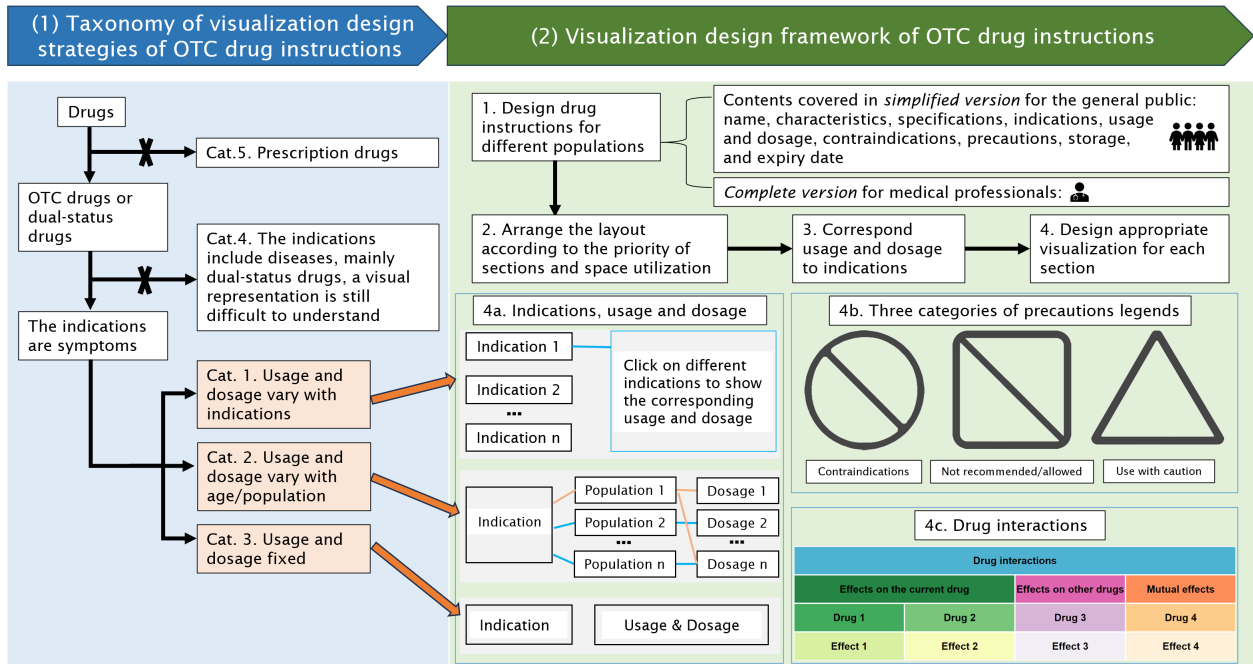 (1) Taxonomy of visualization design
strategies of OTC drug instructions
(2) Visualization design framework of OTC drug instructions
Drugs
Cat.5. Prescription drugs
OTC drugs or
dual-status
drugs
Cat.4. The indications
include diseases, mainly
dual-status drugs, a visual
representation is still
difficult to understand
The indications
are symptoms
Cat. 1. Usage and
dosage vary with
indications
Cat. 2. Usage and
dosage vary with
age/population
Cat. 3. Usage and
dosage fixed
1. Design drug
instructions for
different populations
Contents covered in simplified version for the general public:
name, characteristics, specifications, indications, usage
and dosage, contraindications, precautions, storage,
and expiry date
Complete version for medical professionals:
2. Arrange the layout
according to the priority of
sections and space utilization
3. Correspond
usage and dosage
to indications
4. Design appropriate
visualization for each
section
4a. Indications, usage and dosage
Indication 1
Indication 2
...
Indication n
Click on different
indications to show
the corresponding
usage and dosage
Indication
Population 1
Population 2
...
Population n
Dosage 1
Dosage 2
...
Dosage n
Indication
Usage & Dosage
4b. Three categories of precautions legends
Contraindications
Not recommended/allowed
Use with caution
4c. Drug interactions
Drug interactions
Effects on the current drug
Effects on other drugs
Mutual effects
Drug 1
Drug 2
Drug 3
Drug 4
Effect 1
Effect 2
Effect 3
Effect 4